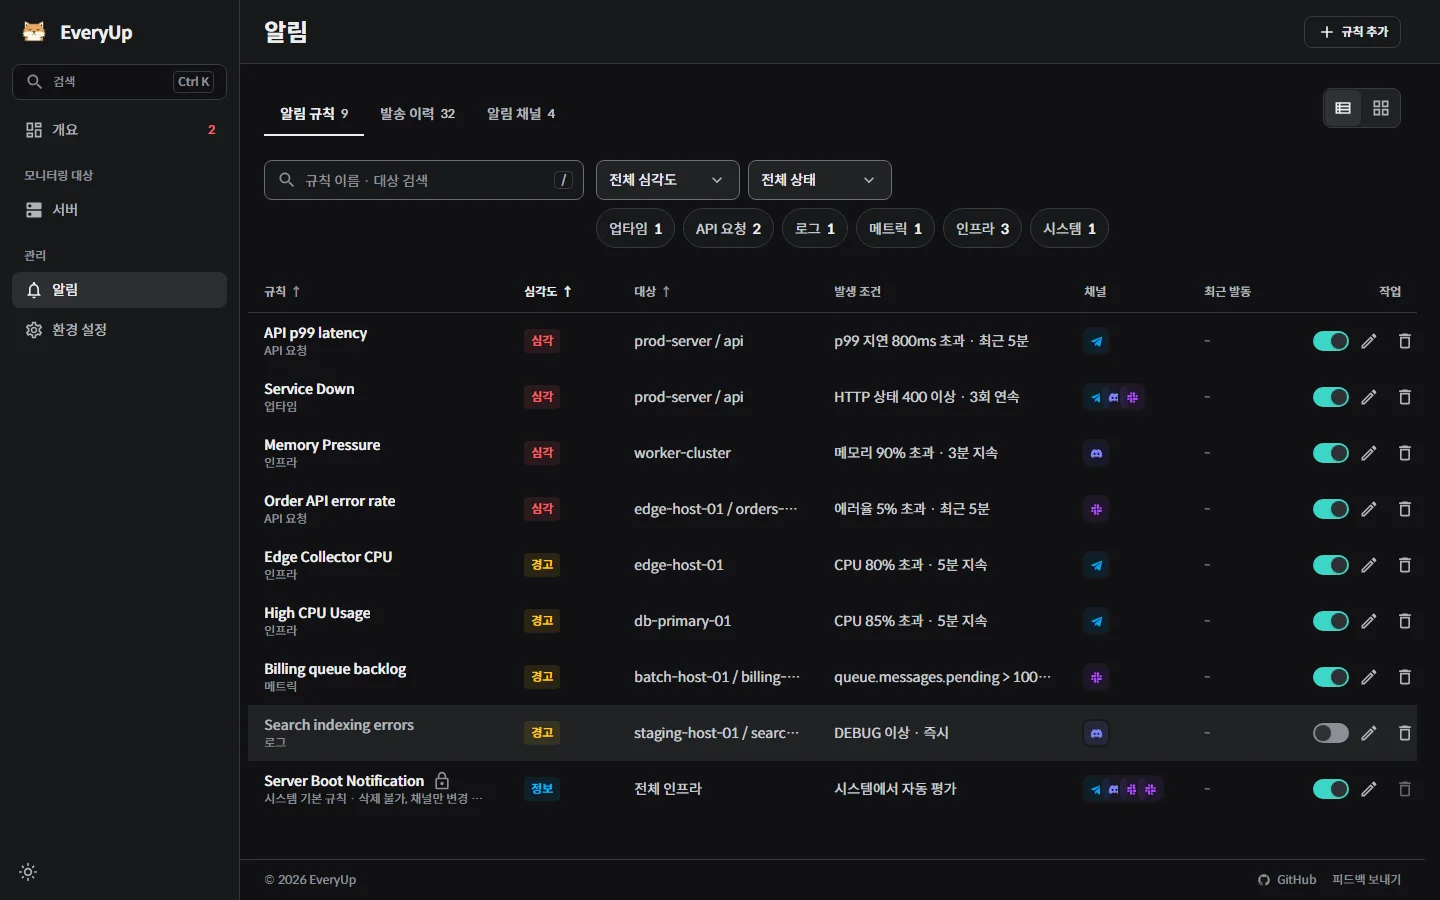 EveryUp
검색 Ctrl K
개요 2
모니터링 대상
서버
관리
알림
환경 설정
알림
규칙 추가
알림 규칙 9 발송 이력 32 알림 채널 4
규칙 이름 · 대상 검색 /
전체 심각도
전체 상태
업타임 1 API 요청 2 로그 1 메트릭 1 인프라 3 시스템 1
규칙 ↑ 심각도 ↑ 대상 ↑ 발생 조건 채널 최근 발동 작업
API p99 latency
API 요청
심각 prod-server / api p99 지연 800ms 초과 · 최근 5분 -
Service Down
업타임
심각 prod-server / api HTTP 상태 400 이상 · 3회 연속 -
Memory Pressure
인프라
심각 worker-cluster 메모리 90% 초과 · 3분 지속 -
Order API error rate
API 요청
심각 edge-host-01 / orders-··· 에러율 5% 초과 · 최근 5분 -
Edge Collector CPU
인프라
경고 edge-host-01 CPU 80% 초과 · 5분 지속 -
High CPU Usage
인프라
경고 db-primary-01 CPU 85% 초과 · 5분 지속 -
Billing queue backlog
메트릭
경고 batch-host-01 / billing-··· queue.messages.pending > 100··· -
Search indexing errors
로그
경고 staging-host-01 / searc··· DEBUG 이상 · 즉시 -
Server Boot Notification
시스템 기본 규칙 · 삭제 불가, 채널만 변경 ···
정보 전체 인프라 시스템에서 자동 평가 -
© 2026 EveryUp
GitHub 피드백 보내기